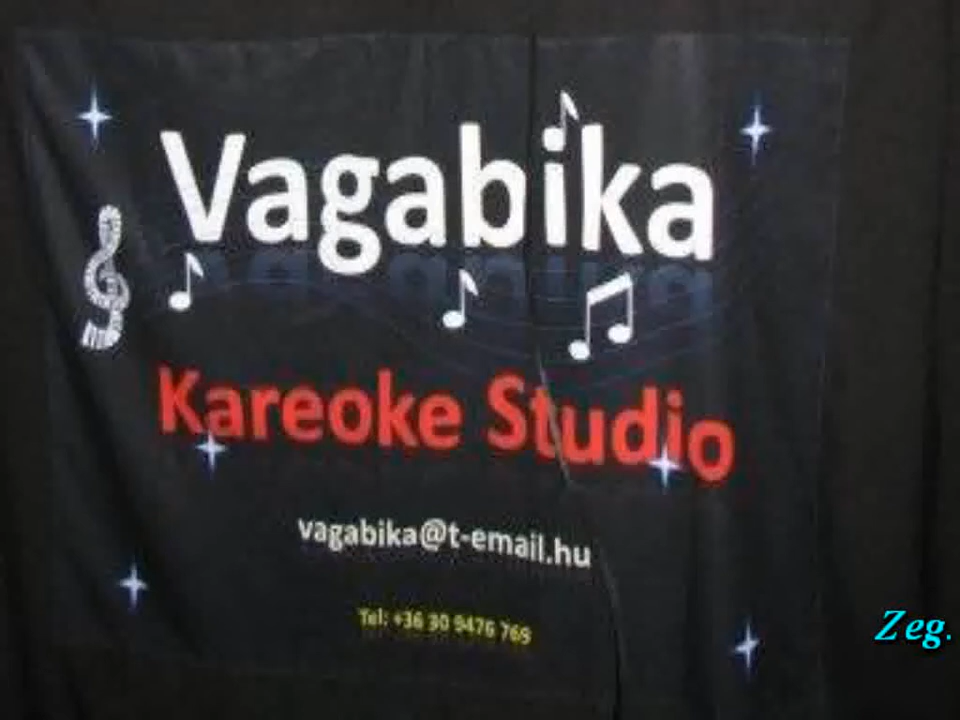 Vagabika
Kareoke Studio
vagabika@t-email.hu
Tel: +36 30 9476 769
Zeg.